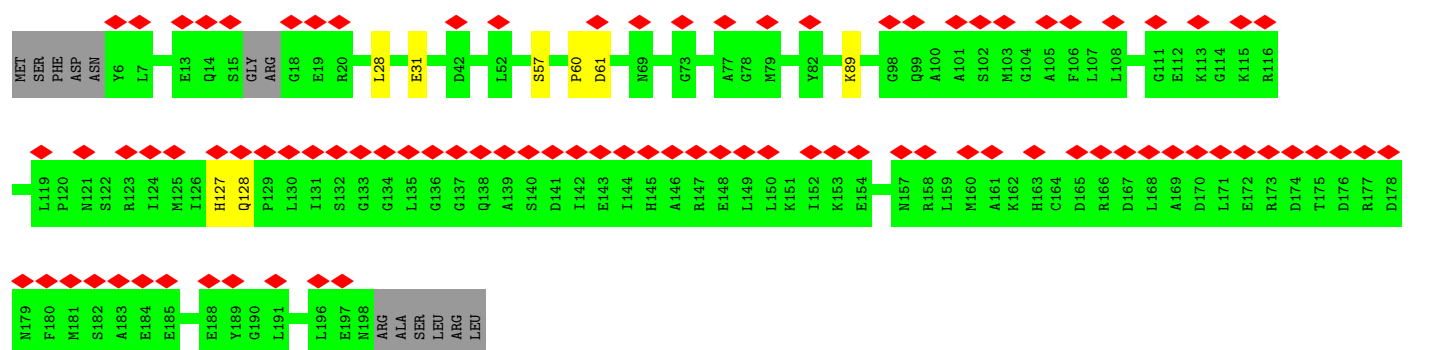 MET SER PHE ASP ASN Y6 L7 E13 Q14 S15 GLY ARG G18 E19 R20 L28 E31 D42 L52 S57 P60 D61 N69 G73 A77 G78 M79 Y82 K89 G98 Q99 A100 A101 S102 M103 G104 A105 F106 L107 L108 G111 E112 K113 G114 K115 R116
L119 P120 N121 S122 R123 I124 M125 I126 H127 Q128 P129 L130 I131 S132 G133 G134 L135 G136 G137 Q138 A139 S140 D141 I142 E143 I144 H145 A146 R147 E148 L149 L150 K151 I152 K153 E154 N157 R158 L159 M160 A161 K162 H163 C164 D165 R166 D167 L168 A169 D170 L171 E172 R173 D174 T175 D176 R177 D178
N179 F180 M181 S182 A183 E184 E185 E188 Y189 G190 L191 L196 E197 N198 ARG ALA SER LEU ARG LEU